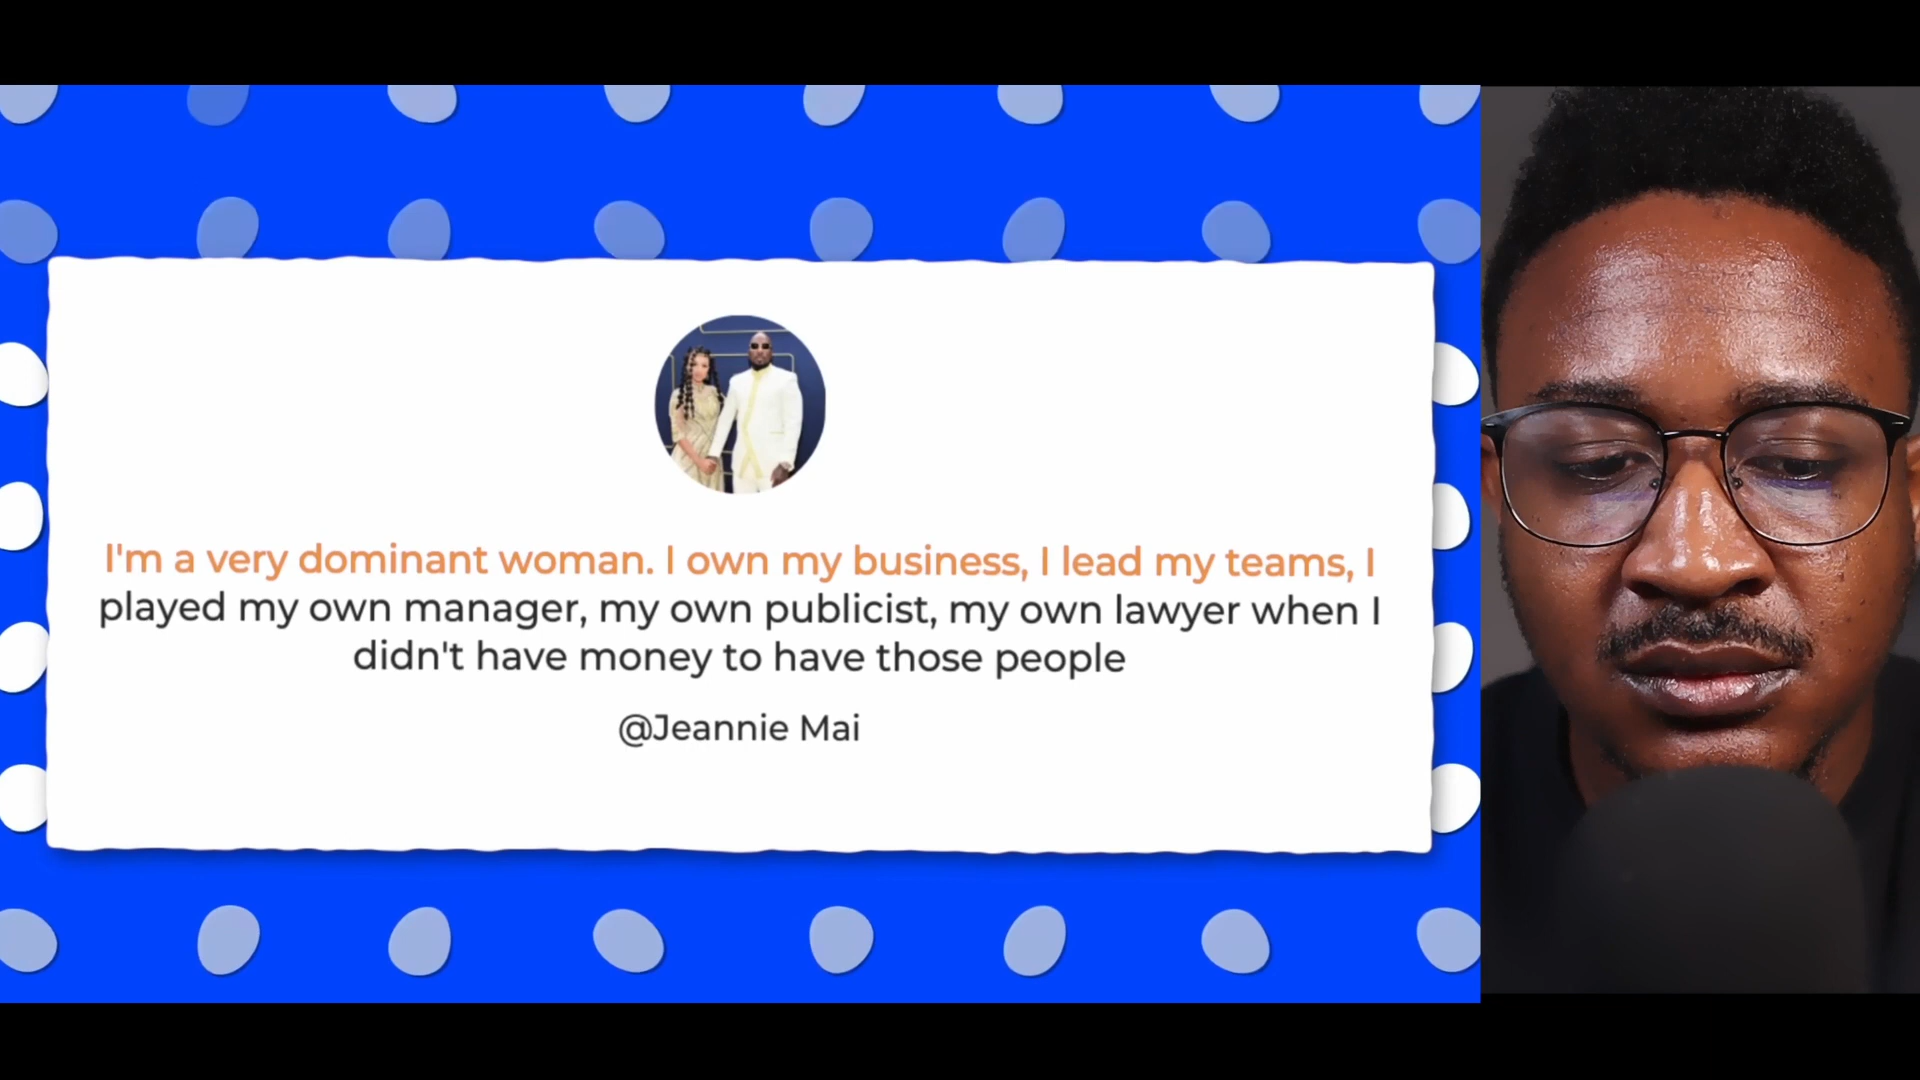 I'm a very dominant woman. I own my business, I lead my teams, I
played my own manager, my own publicist, my own lawyer when I
didn't have money to have those people
@Jeannie Mai